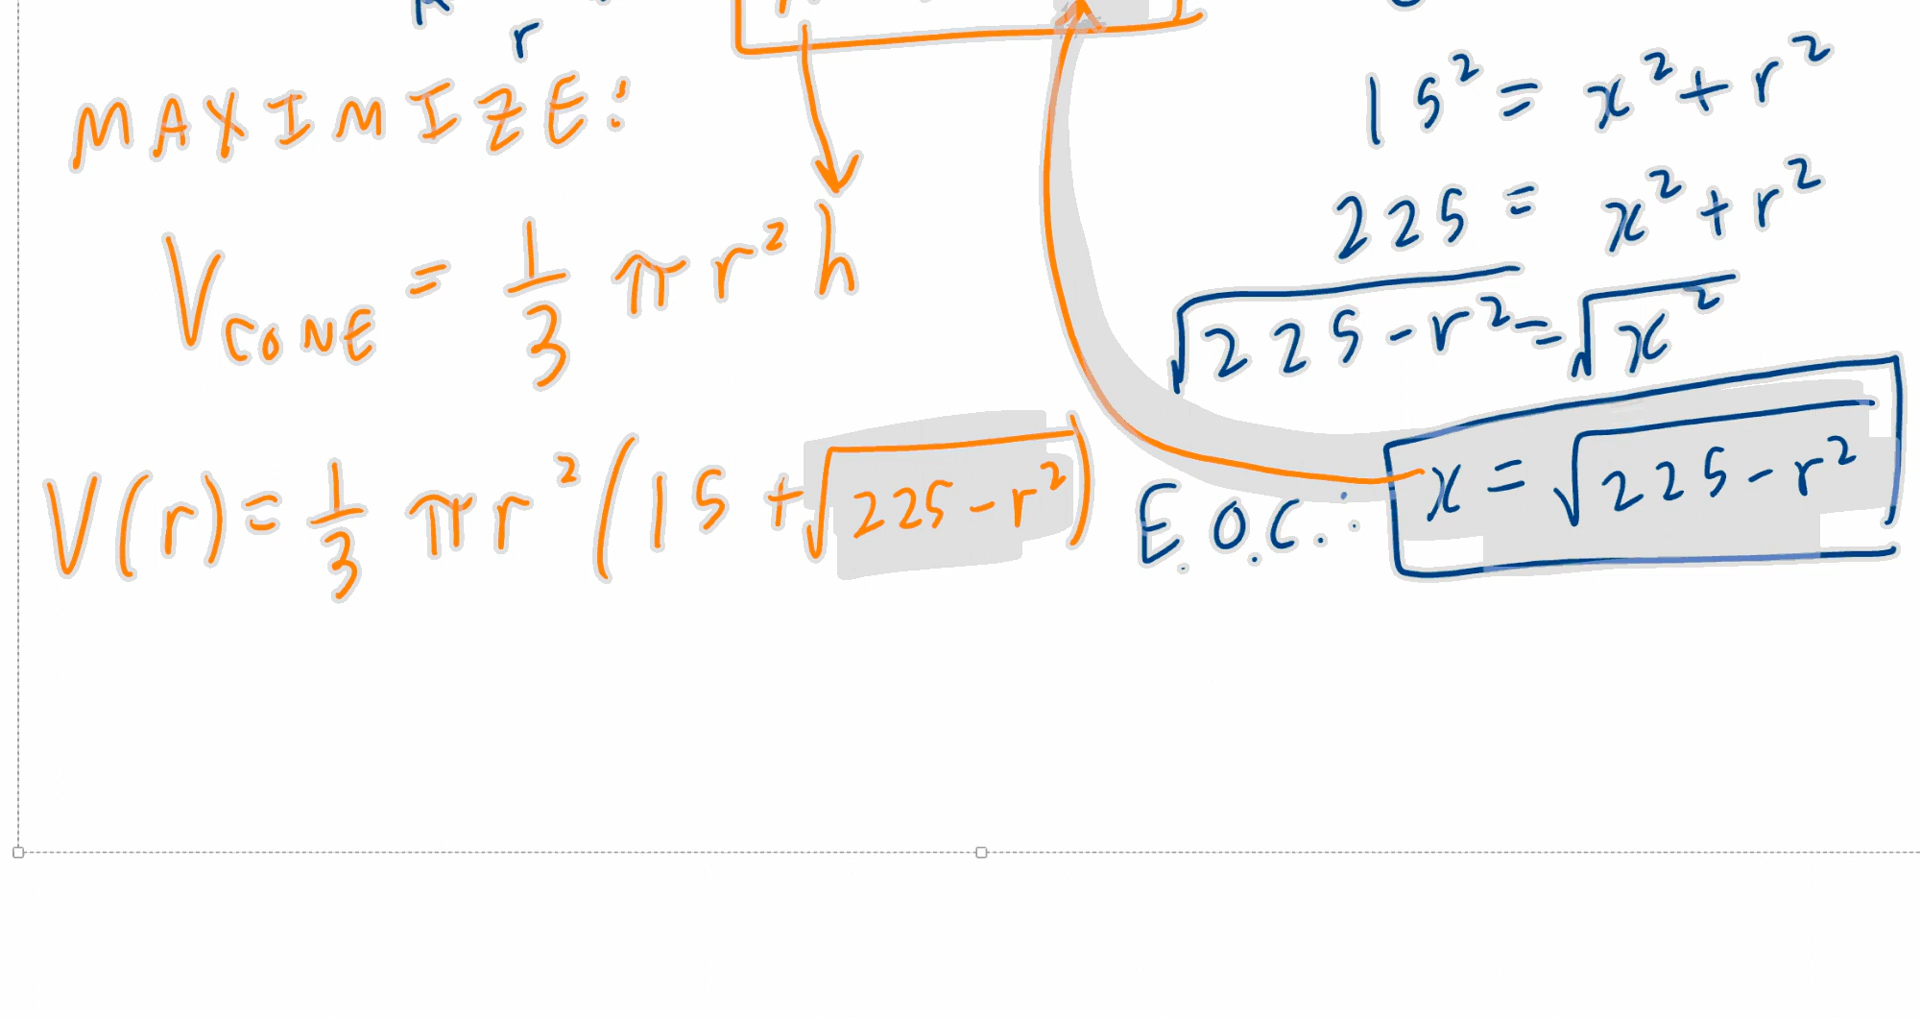 r
MAXIMIZE:
V_CONE = 1/3 πr² h
V(r) = 1/3 πr² (15 + √(225-r²))
15² = x² + r²
225 = x² + r²
√(225-r²) = √(x²)
E.O.C.: x = √(225-r²)